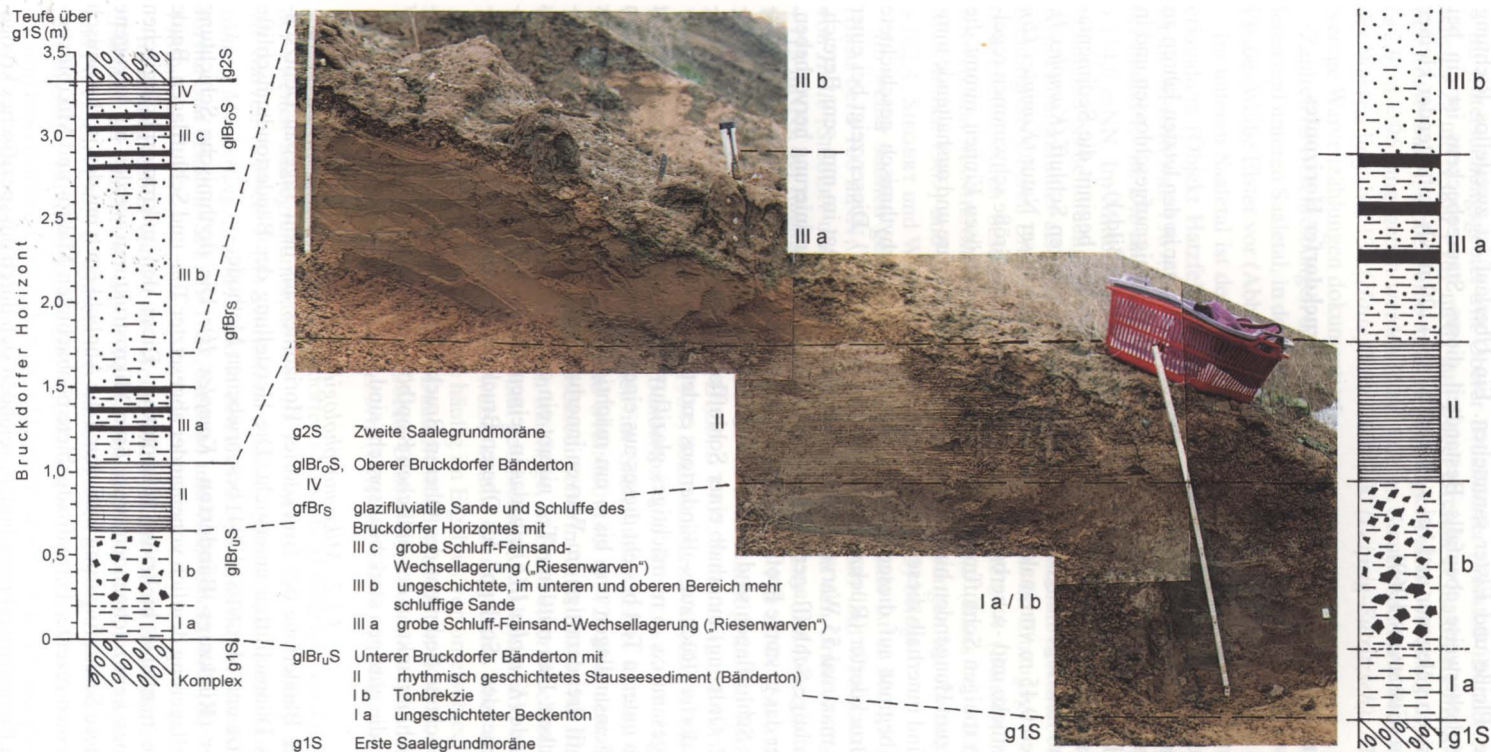 Teufe über
g1S (m)
3,5
3,0
2,5
2,0
1,5
1,0
0,5
0
Bruckdorfer Horizont
IV
III c
III b
III a
II
I b
I a
Komplex
g2S
glBroS
gfBrS
glBruS
g1S
III b
III a
II
I a / I b
g1S
g2S Zweite Saalegrundmoräne
glBroS, Oberer Bruckdorfer Bänderton
IV
gfBrS glazifluviatile Sande und Schluffe des
Bruckdorfer Horizontes mit
III c grobe Schluff-Feinsand-
Wechsellagerung („Riesenwarven")
III b ungeschichtete, im unteren und oberen Bereich mehr
schluffige Sande
III a grobe Schluff-Feinsand-Wechsellagerung („Riesenwarven")
glBruS Unterer Bruckdorfer Bänderton mit
II rhythmisch geschichtetes Stauseesediment (Bänderton)
I b Tonbrekzie
I a ungeschichteter Beckenton
g1S Erste Saalegrundmoräne
III b
III a
II
I b
I a
g1S